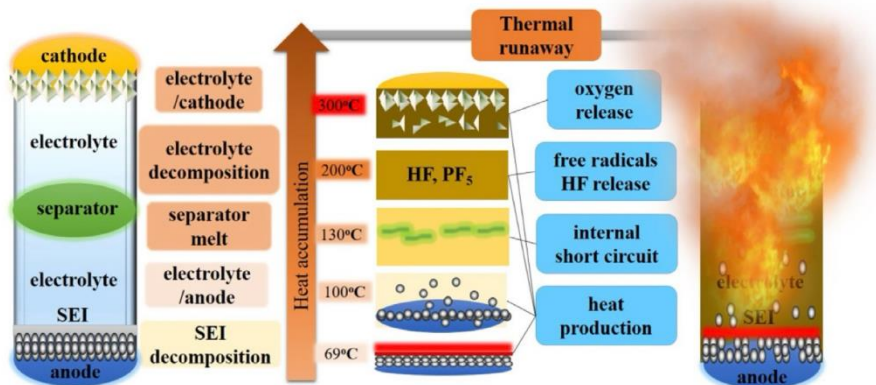 cathode
electrolyte
separator
electrolyte
SEI
anode
electrolyte
/cathode
electrolyte
decomposition
separator
melt
electrolyte
/anode
SEI
decomposition
Heat accumulation
Thermal
runaway
300°C
200°C
130°C
100°C
69°C
HF, PF₅
oxygen
release
free radicals
HF release
internal
short circuit
heat
production
electrolyte
SEI
anode